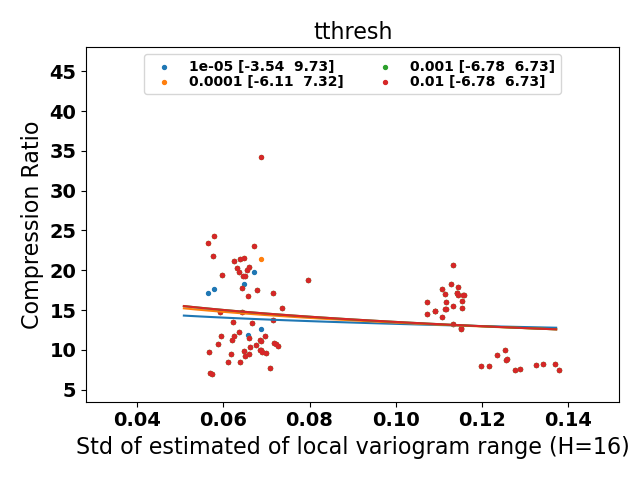 tthresh
1e-05 [-3.54  9.73]
0.0001 [-6.11  7.32]
0.001 [-6.78  6.73]
0.01 [-6.78  6.73]
Compression Ratio
45
40
35
30
25
20
15
10
5
0.04 0.06 0.08 0.10 0.12 0.14
Std of estimated of local variogram range (H=16)